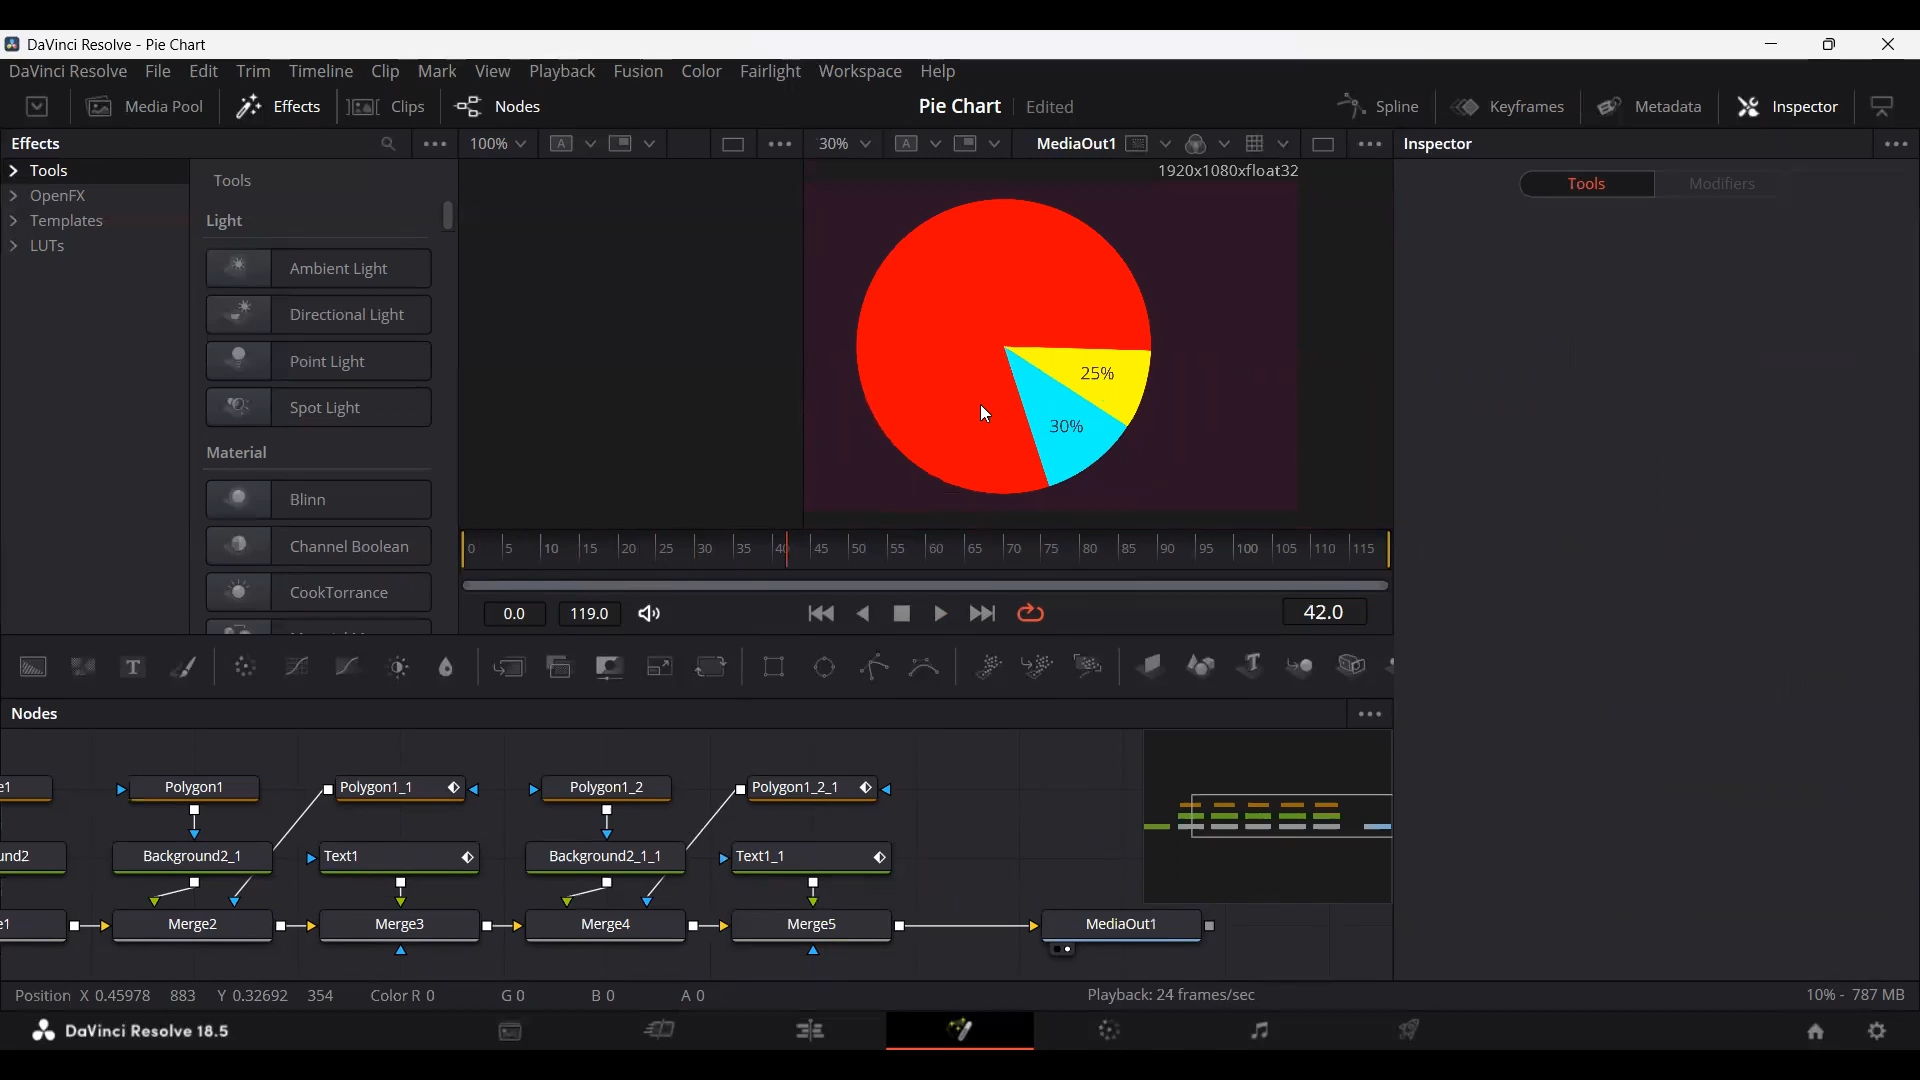 DaVinci Resolve - Pie Chart
DaVinci Resolve File Edit Trim Timeline Clip Mark View Playback Fusion Color Fairlight Workspace Help
Media Pool Effects Clips Nodes Pie Chart Edited Spline Keyframes Metadata Inspector
Effects 100% A 30% A MediaOut1 Inspector
1920x1080xfloat32
Tools
OpenFX
Templates
LUTs
Tools
Light
Ambient Light
Directional Light
Point Light
Spot Light
Material
Blinn
Channel Boolean
CookTorrance
25%
30%
Tools Modifiers
0 5 10 15 20 25 30 35 40 45 50 55 60 65 70 75 80 85 90 95 100 105 110 115
0.0 119.0 42.0
T T
Nodes
e1 Polygon1 Polygon1_1 Polygon1_2 Polygon1_2_1
und2 Background2_1 Text1 Background2_1_1 Text1_1
e1 Merge2 Merge3 Merge4 Merge5 MediaOut1
Position X 0.45978 883 Y 0.32692 354 Color R 0 G 0 B 0 A 0 Playback: 24 frames/sec 10% - 787 MB
DaVinci Resolve 18.5